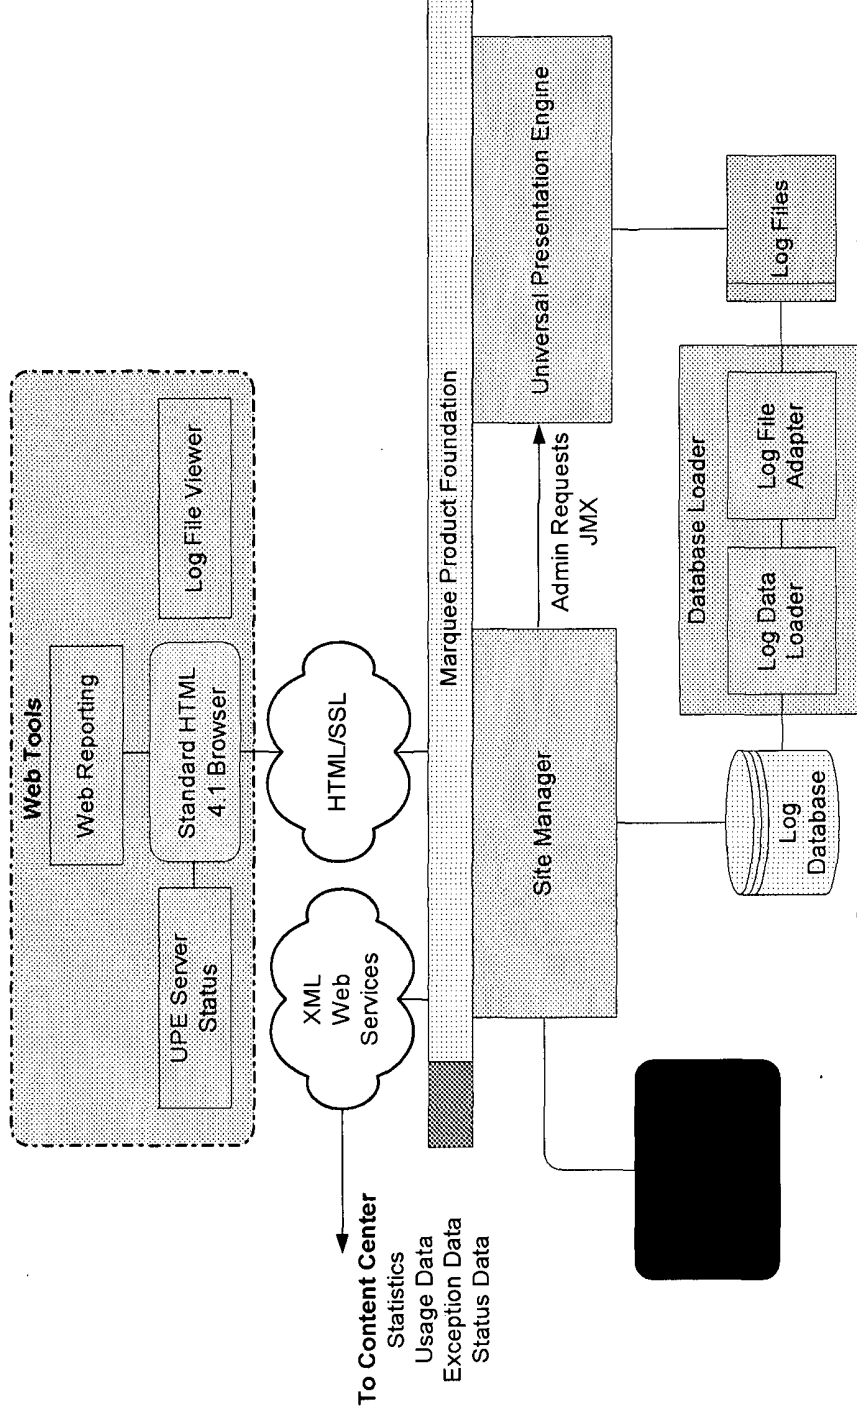 Web Tools
Web Reporting
UPE Server
Status
Standard HTML
4.1 Browser
Log File Viewer
XML
Web
Services
HTML/SSL
To Content Center
Statistics
Usage Data
Exception Data
Status Data
Marquee Product Foundation
Site Manager
Admin Requests
JMX
Universal Presentation Engine
Log
Database
Database Loader
Log Data
Loader
Log File
Adapter
Log Files